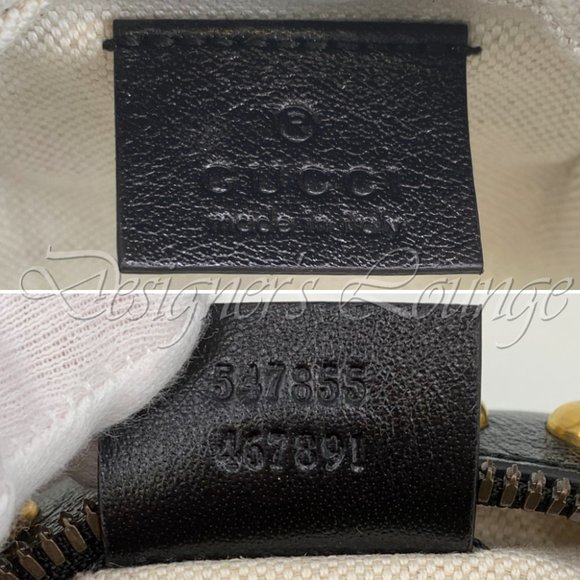 ®
GUCCI
made in Italy
Designer's Lounge
547855
467891